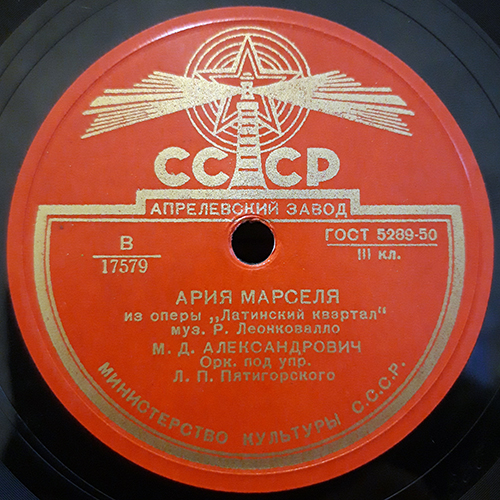 СССР
АПРЕЛЕВСКИЙ ЗАВОД
В
17579
ГОСТ 5289-50
III кл.
АРИЯ МАРСЕЛЯ
из оперы „Латинский квартал"
муз. Р. Леонковалло
М. Д. АЛЕКСАНДРОВИЧ
Орк. под упр.
Л. П. Пятигорского
МИНИСТЕРСТВО КУЛЬТУРЫ С.С.С.Р.